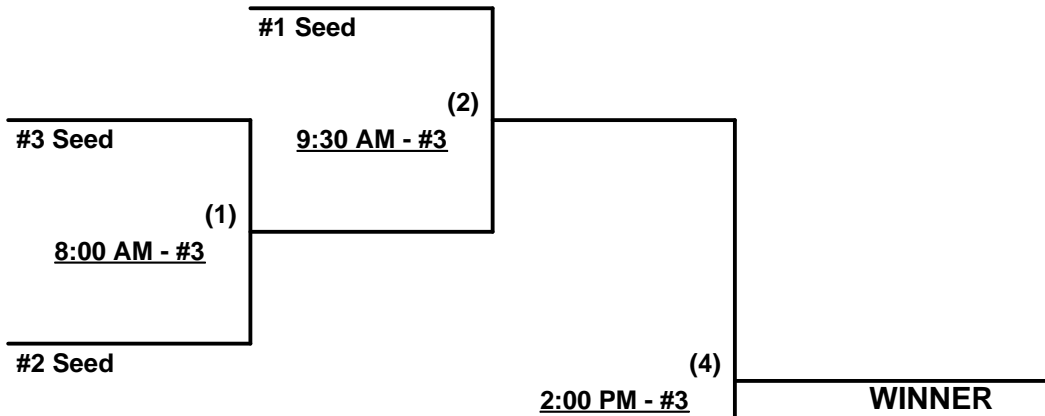 #1 Seed
(2)
#3 Seed
9:30 AM - #3
(1)
8:00 AM - #3
#2 Seed
(4)
2:00 PM - #3
WINNER